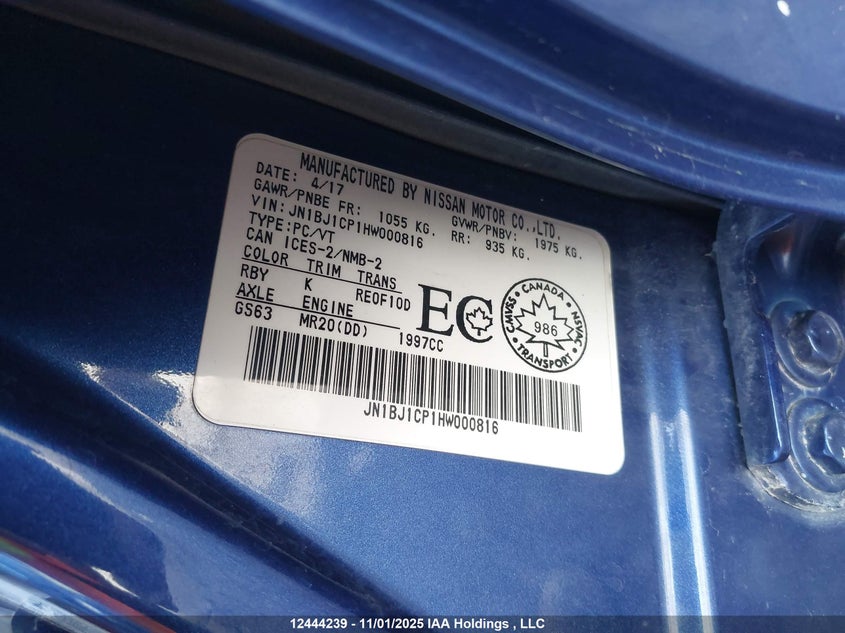 MANUFACTURED BY NISSAN MOTOR CO.,LTD.
DATE: 4/17 GVWR/PNBV: 1975 KG.
GAWR/PNBE FR: 1055 KG. RR: 935 KG.
VIN: JN1BJ1CP1HW000816
TYPE:PC/VT
CAN ICES-2/NMB-2
COLOR TRIM TRANS
RBY K RE0F10D
AXLE ENGINE
GS63 MR20(DD) 1997CC
EC
CANADA
CMVSS NSVAC
986
TRANSPORT
JN1BJ1CP1HW000816
12444239 - 11/01/2025 IAA Holdings , LLC